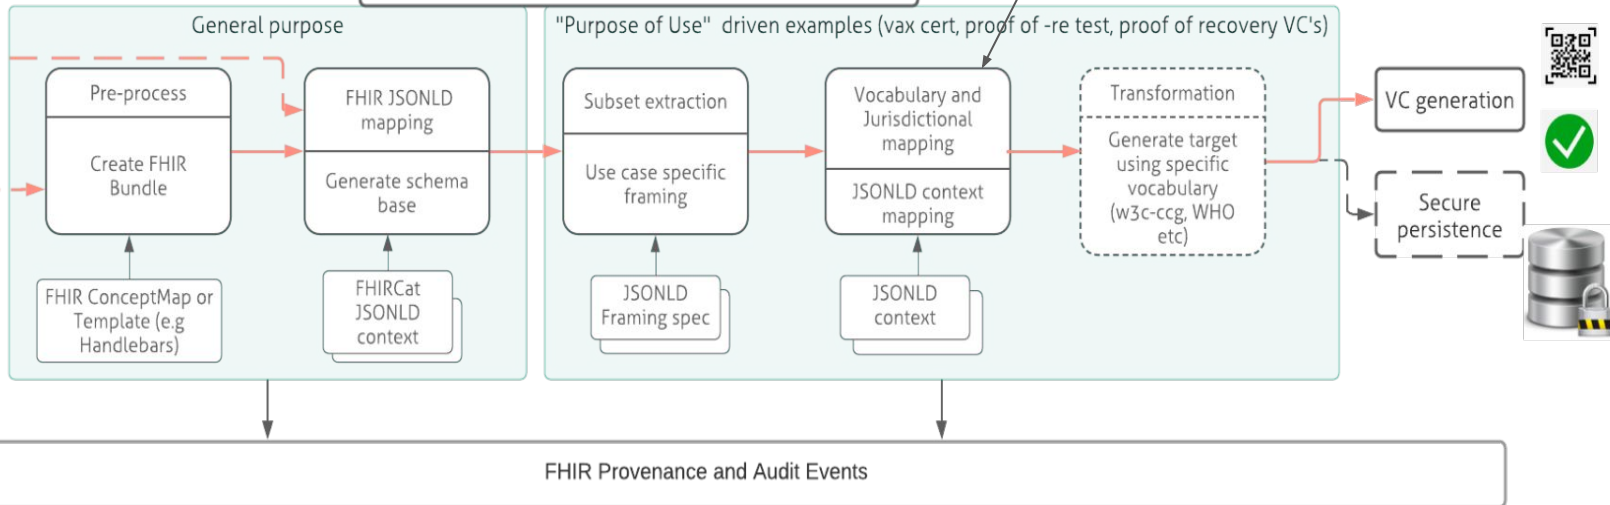 General purpose
"Purpose of Use" driven examples (vax cert, proof of -re test, proof of recovery VC's)
Pre-process
Create FHIR
Bundle
FHIR JSONLD
mapping
Generate schema
base
Subset extraction
Use case specific
framing
Vocabulary and
Jurisdictional
mapping
JSONLD context
mapping
Transformation
Generate target
using specific
vocabulary
(w3c-ccg, WHO
etc)
VC generation
Secure
persistence
FHIR ConceptMap or
Template (e.g
Handlebars)
FHIRCat
JSONLD
context
JSONLD
Framing spec
JSONLD
context
FHIR Provenance and Audit Events